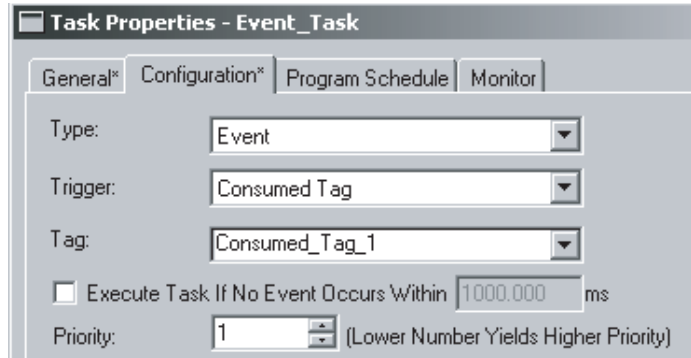 Task Properties - Event_Task
General* Configuration* Program Schedule Monitor
Type: Event
Trigger: Consumed Tag
Tag: Consumed_Tag_1
Execute Task If No Event Occurs Within 1000.000 ms
Priority: 1 (Lower Number Yields Higher Priority)